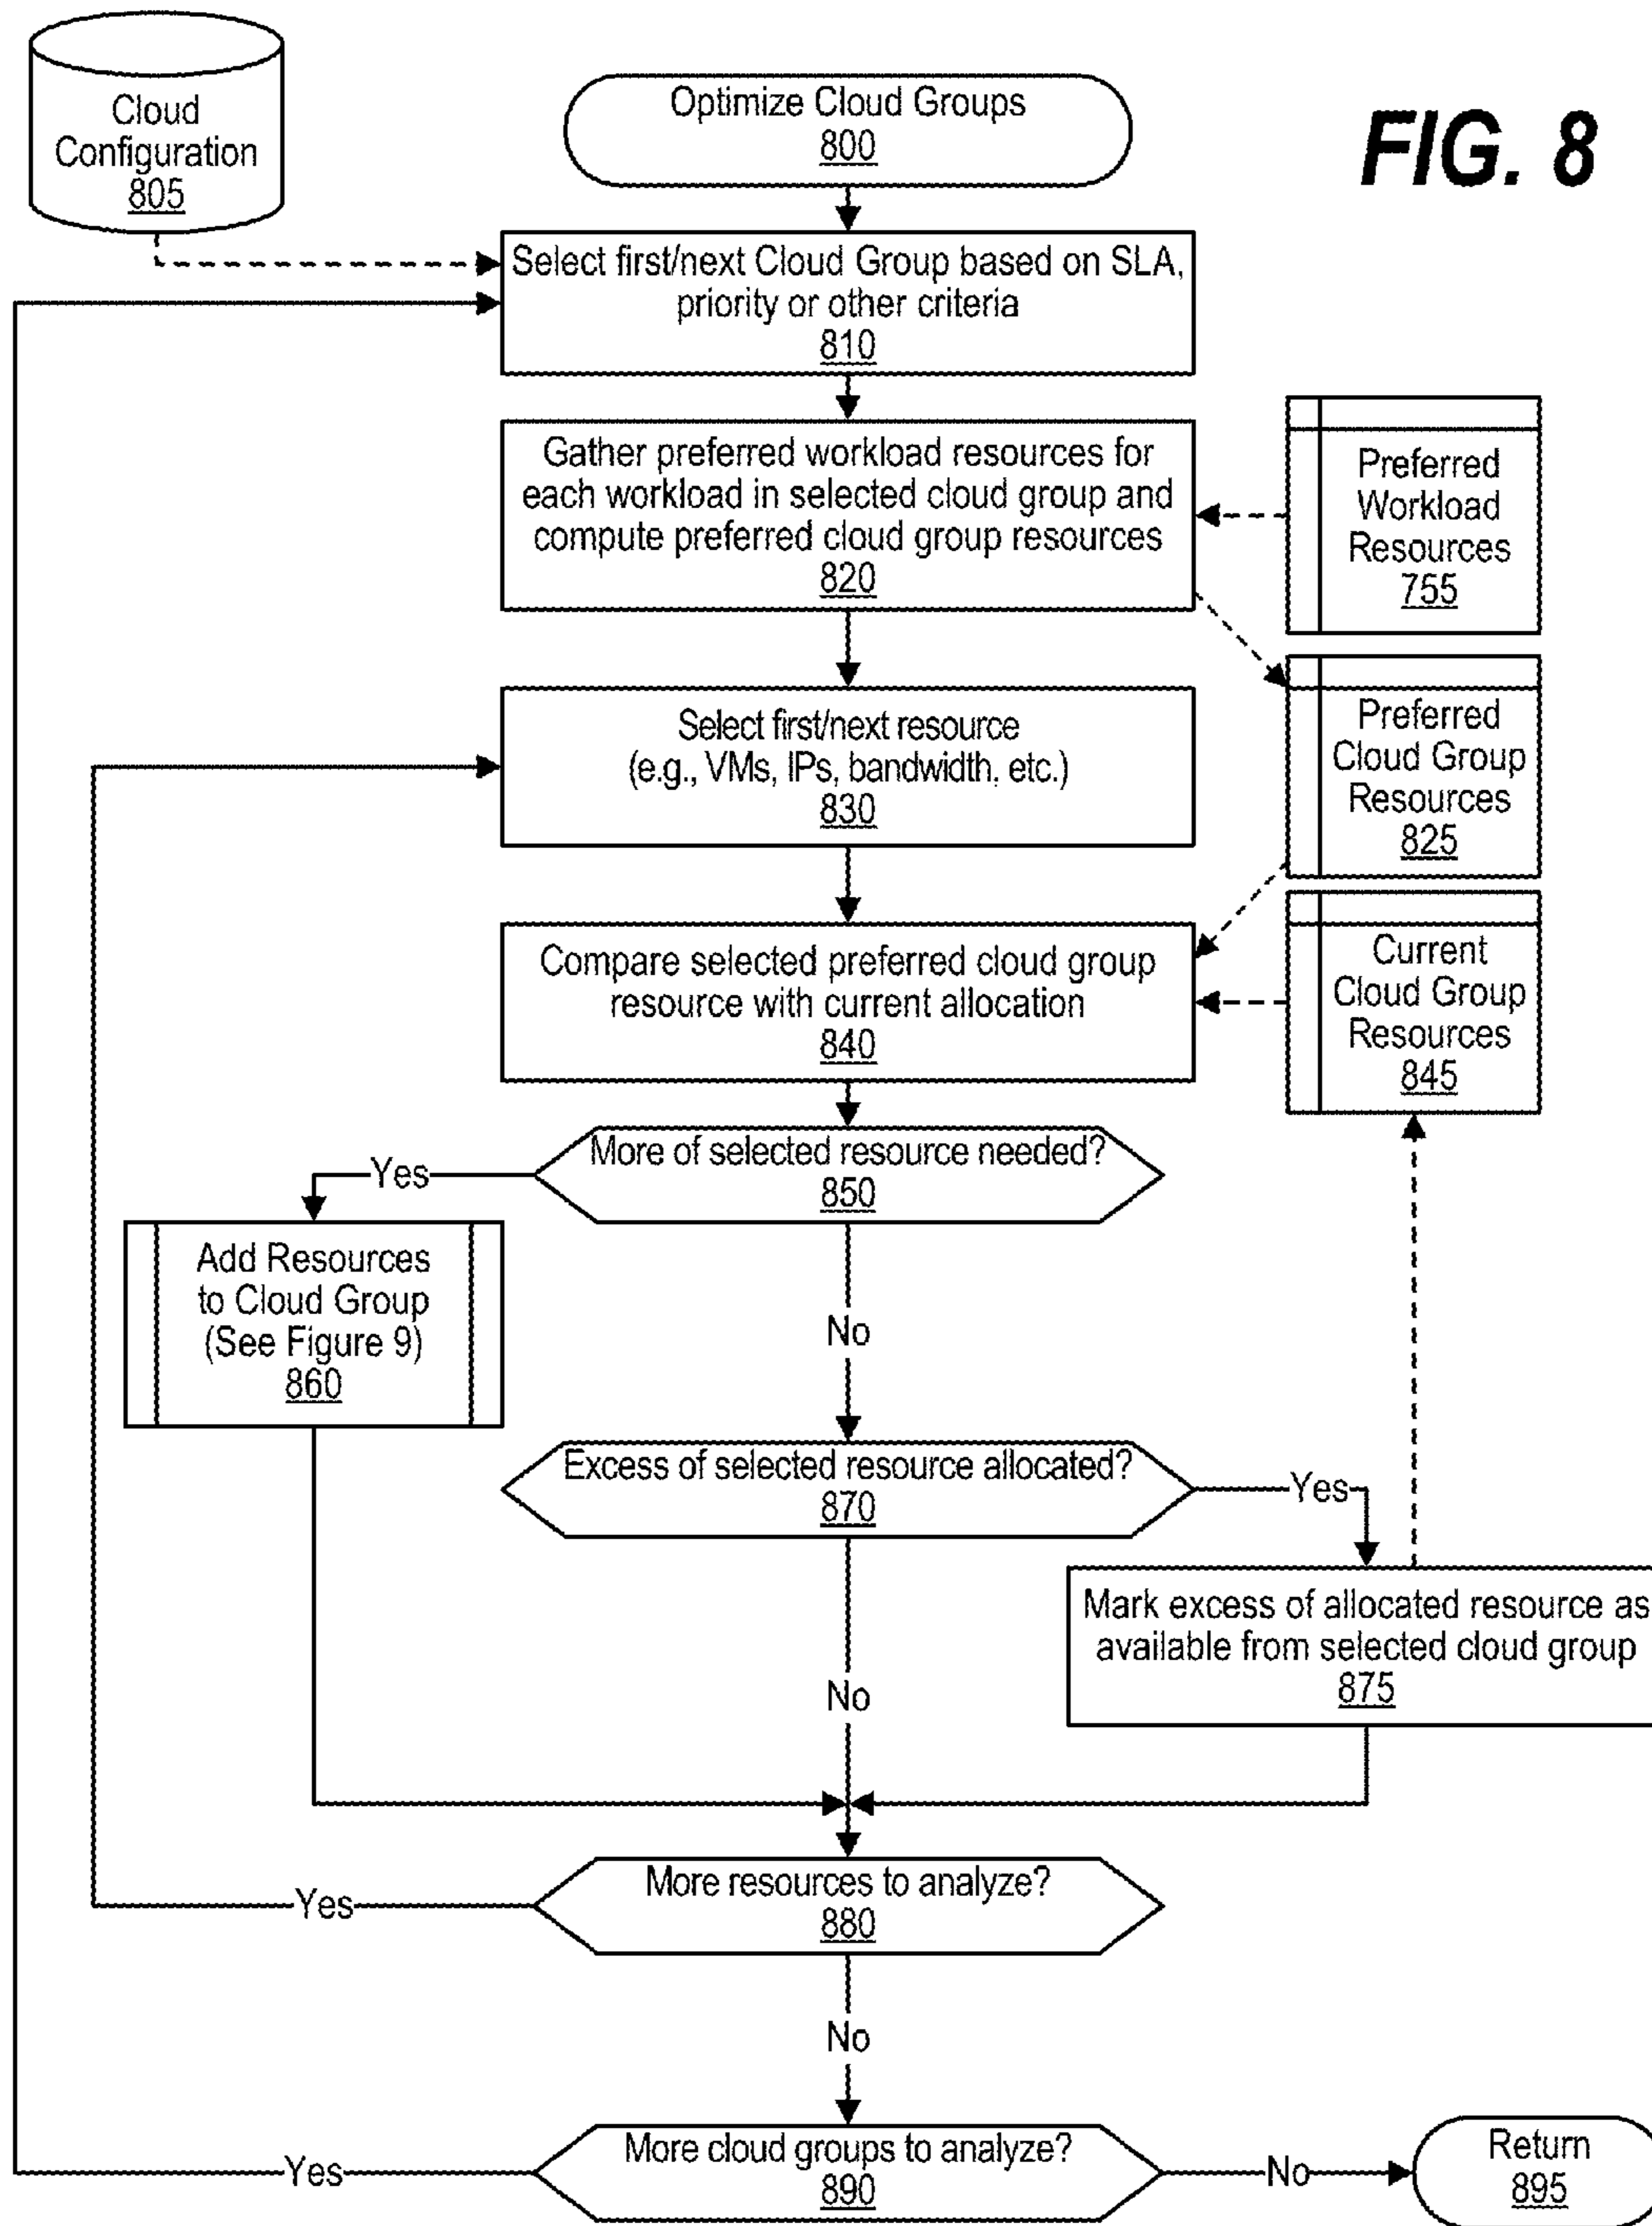 Cloud
Configuration
805
Optimize Cloud Groups
800
FIG. 8
Select first/next Cloud Group based on SLA,
priority or other criteria
810
Gather preferred workload resources for
each workload in selected cloud group and
compute preferred cloud group resources
820
Preferred
Workload
Resources
755
Select first/next resource
(e.g., VMs, IPs, bandwidth, etc.)
830
Preferred
Cloud Group
Resources
825
Compare selected preferred cloud group
resource with current allocation
840
Current
Cloud Group
Resources
845
More of selected resource needed?
850
Yes
Add Resources
to Cloud Group
(See Figure 9)
860
No
Excess of selected resource allocated?
870
Yes
Mark excess of allocated resource as
available from selected cloud group
875
No
More resources to analyze?
880
Yes
No
More cloud groups to analyze?
890
Yes
No
Return
895